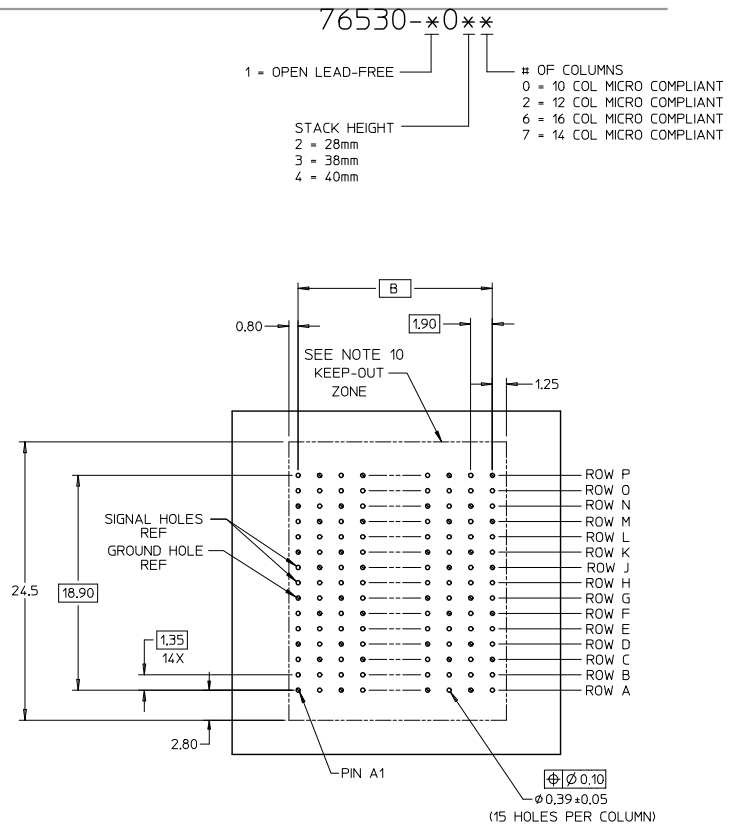 76530-*0**
1 = OPEN LEAD-FREE
# OF COLUMNS
0 = 10 COL MICRO COMPLIANT
2 = 12 COL MICRO COMPLIANT
6 = 16 COL MICRO COMPLIANT
7 = 14 COL MICRO COMPLIANT
STACK HEIGHT
2 = 28mm
3 = 38mm
4 = 40mm
B
0.80
1.90
SEE NOTE 10
KEEP-OUT
ZONE
1.25
ROW P
ROW O
ROW N
ROW M
ROW L
ROW K
ROW J
ROW H
ROW G
ROW F
ROW E
ROW D
ROW C
ROW B
ROW A
SIGNAL HOLES
REF
GROUND HOLE
REF
24.5
18.90
1.35
14X
2.80
PIN A1
⌖ Ø 0.10
Ø 0.39±0.05
(15 HOLES PER COLUMN)